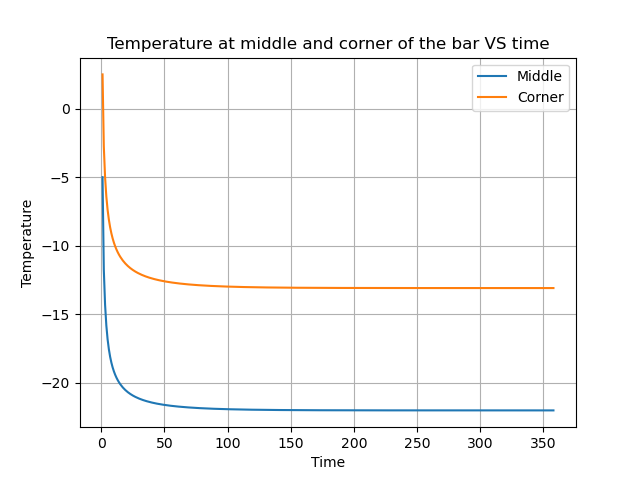 Temperature at middle and corner of the bar VS time
Middle
Corner
0
−5
−10
−15
−20
Temperature
0 50 100 150 200 250 300 350
Time